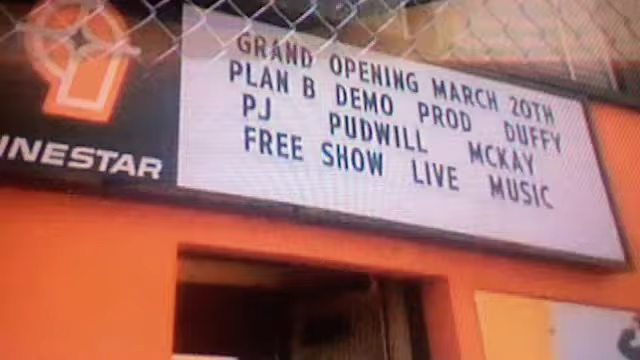 INESTAR
GRAND OPENING MARCH 20TH
PLAN B DEMO PROD DUFFY
PJ PUDWILL MCKAY
FREE SHOW LIVE MUSIC